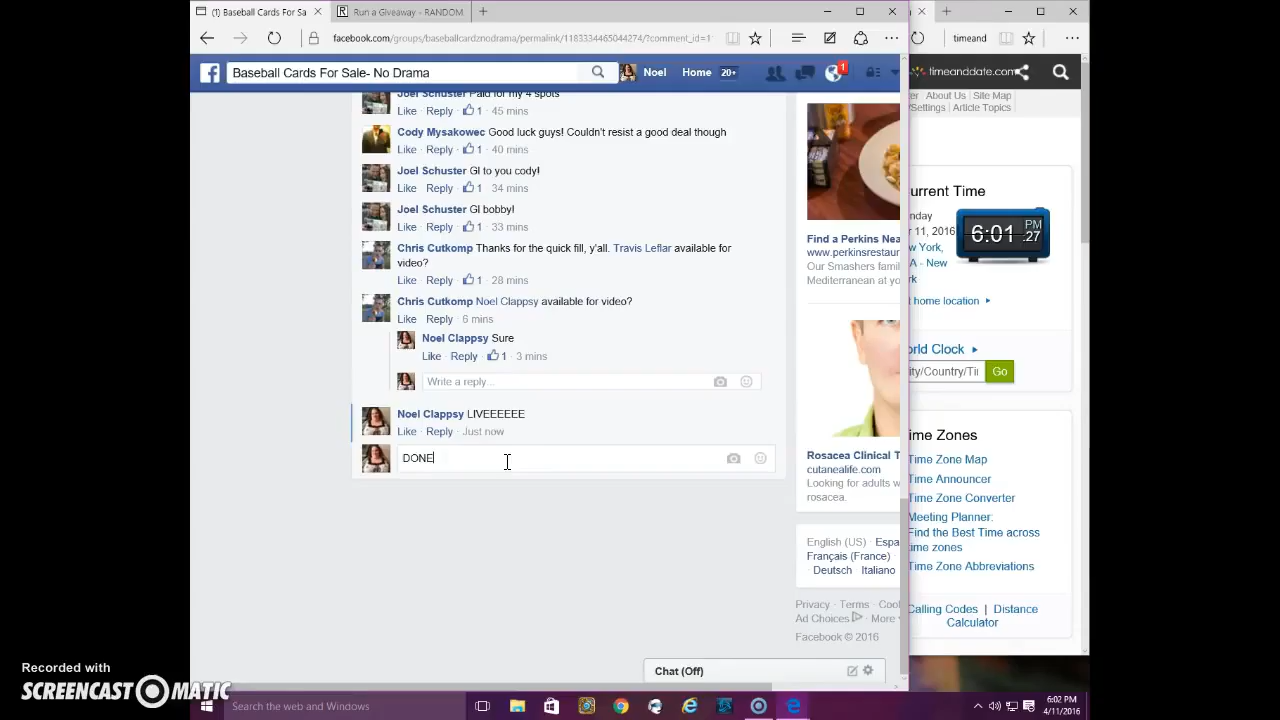 (1) Baseball Cards For Sa
Run a Giveaway - RANDOM.
facebook.com/groups/baseballcardznodrama/permalink/1183334465044274/?comment_id=1
timeand
Baseball Cards For Sale- No Drama
Noel
Home 20+
1
timeanddate.com
About Us | Site Map
/Settings | Article Topics
Joel Schuster Paid for my 4 spots
Like · Reply · 1 · 45 mins
Cody Mysakowec Good luck guys! Couldn't resist a good deal though
Like · Reply · 1 · 40 mins
Joel Schuster Gl to you cody!
Like · Reply · 1 · 34 mins
Joel Schuster Gl bobby!
Like · Reply · 1 · 33 mins
Chris Cutkomp Thanks for the quick fill, y'all. Travis Leflar available for
video?
Like · Reply · 1 · 28 mins
Chris Cutkomp Noel Clappsy available for video?
Like · Reply · 6 mins
Noel Clappsy Sure
Like · Reply · 1 · 3 mins
Write a reply...
Noel Clappsy LIVEEEEEE
Like · Reply · Just now
DONE
Find a Perkins Nea
www.perkinsrestaur
Our Smashers famil
Mediterranean at yo
Rosacea Clinical T
cutanealife.com
Looking for adults w
rosacea.
English (US) · Espa
Français (France) ·
· Deutsch · Italiano
Privacy · Terms · Coo
Ad Choices · More
Facebook © 2016
Chat (Off)
urrent Time
nday
r 11, 2016
ew York,
A - New
rk
6:01 PM .27
t home location
orld Clock
ity/Country/Tir
Go
ime Zones
Time Zone Map
Time Announcer
Time Zone Converter
Meeting Planner:
Find the Best Time across
time zones
Time Zone Abbreviations
Calling Codes | Distance
Calculator
Recorded with
SCREENCAST-O-MATIC
Search the web and Windows
6:02 PM
4/11/2016